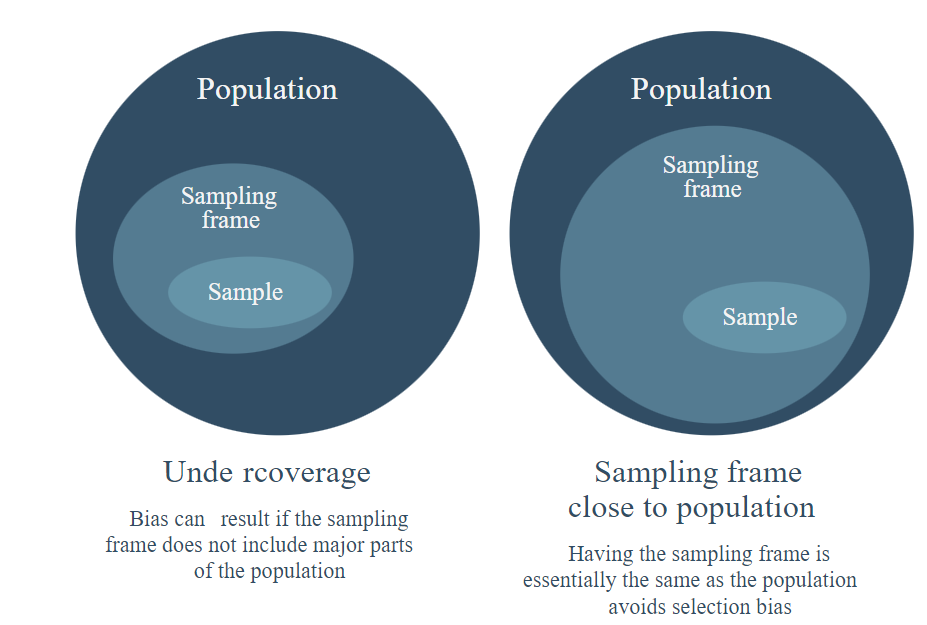 Population
Sampling
frame
Sample
Unde rcoverage
Bias can result if the sampling
frame does not include major parts
of the population
Population
Sampling
frame
Sample
Sampling frame
close to population
Having the sampling frame is
essentially the same as the population
avoids selection bias